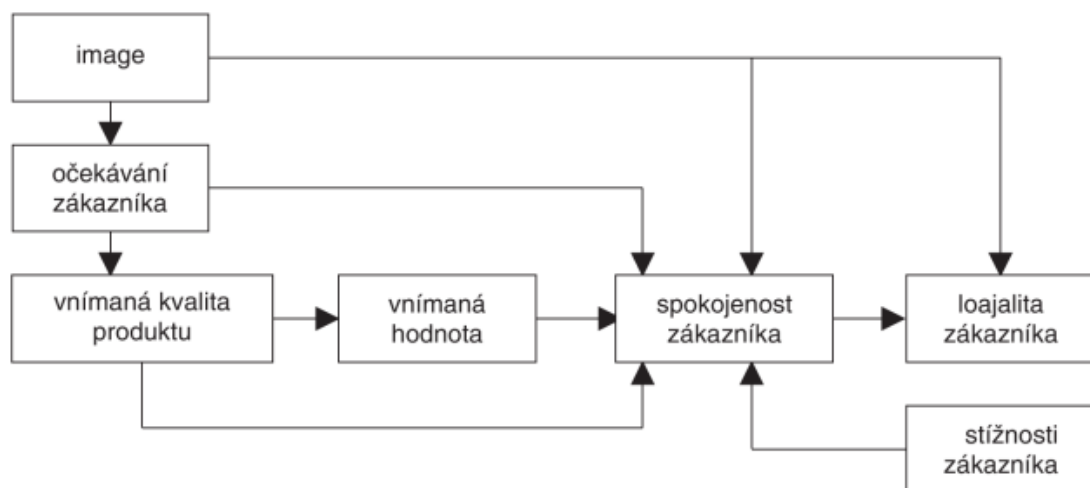 image
očekávání
zákazníka
vnímaná kvalita
produktu
vnímaná
hodnota
spokojenost
zákazníka
loajalita
zákazníka
stížnosti
zákazníka